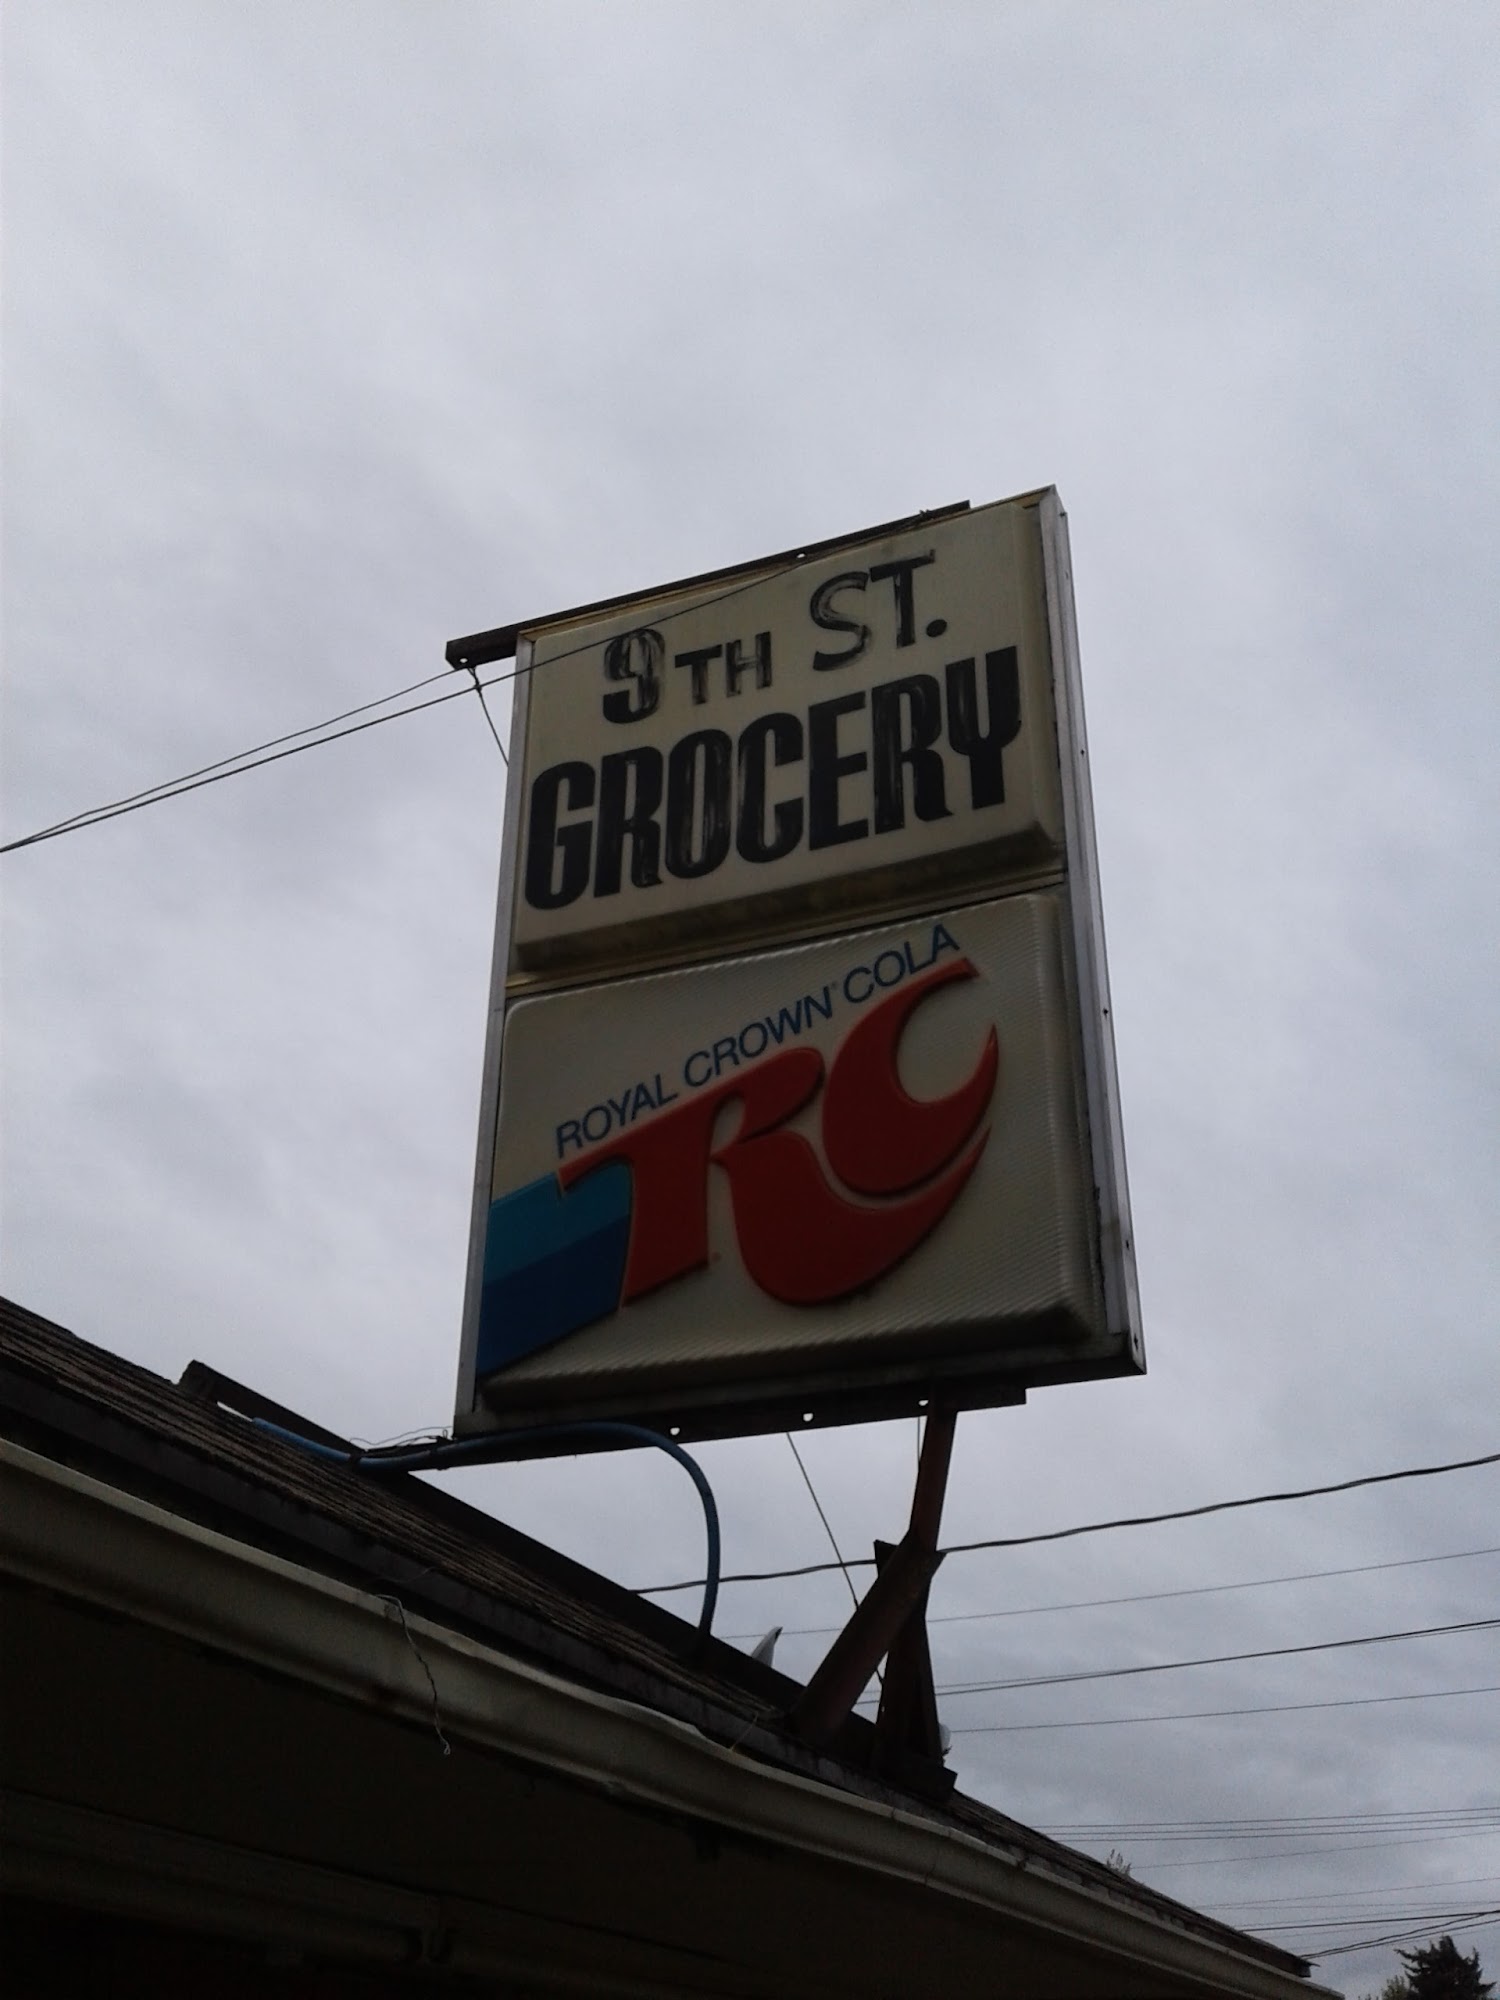 9TH ST.
GROCERY
ROYAL CROWN COLA
RC